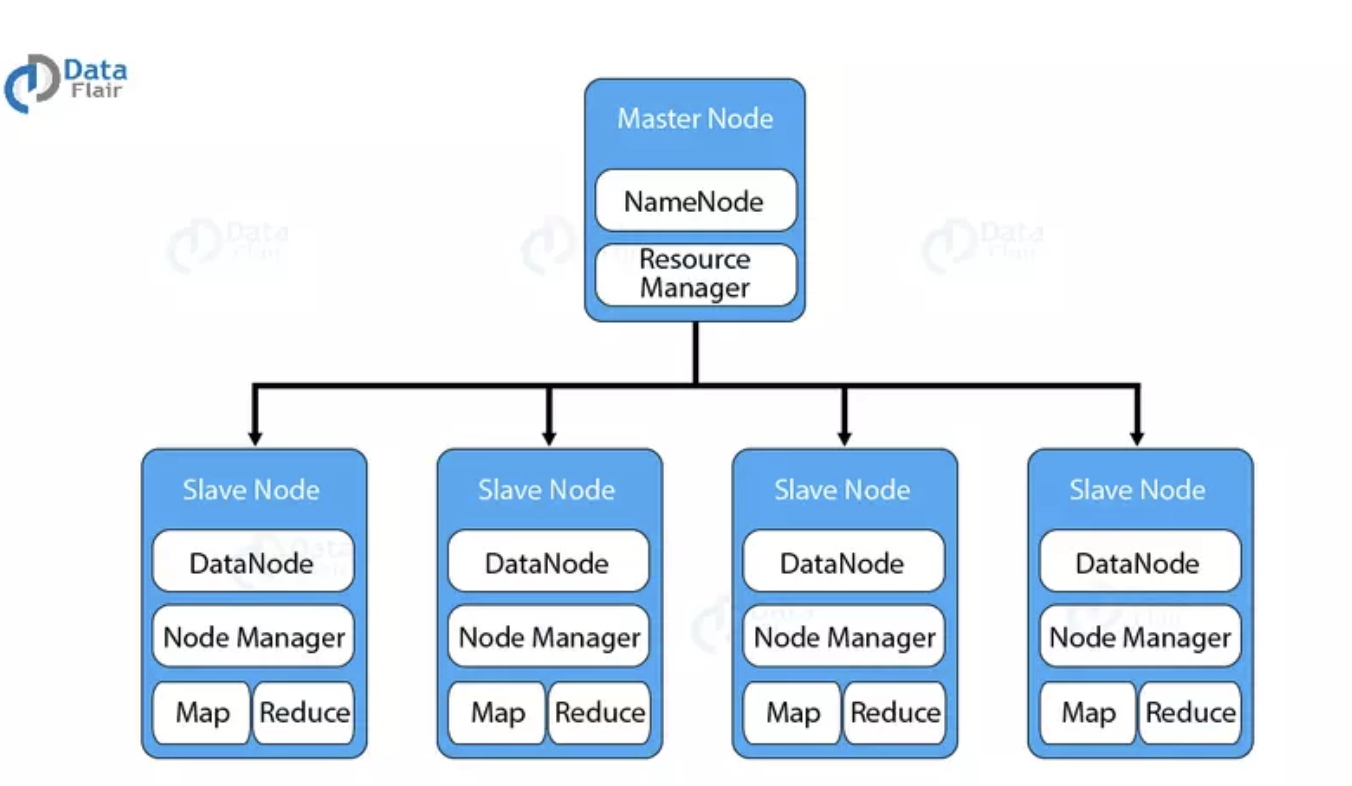 Data
Flair
Master Node
NameNode
Resource
Manager
Slave Node
DataNode
Node Manager
Map
Reduce
Slave Node
DataNode
Node Manager
Map
Reduce
Slave Node
DataNode
Node Manager
Map
Reduce
Slave Node
DataNode
Node Manager
Map
Reduce